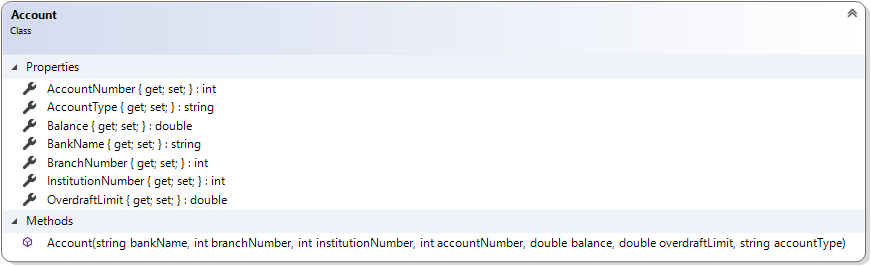 Account
Class
Properties
AccountNumber { get; set; } : int
AccountType { get; set; } : string
Balance { get; set; } : double
BankName { get; set; } : string
BranchNumber { get; set; } : int
InstitutionNumber { get; set; } : int
OverdraftLimit { get; set; } : double
Methods
Account(string bankName, int branchNumber, int institutionNumber, int accountNumber, double balance, double overdraftLimit, string accountType)